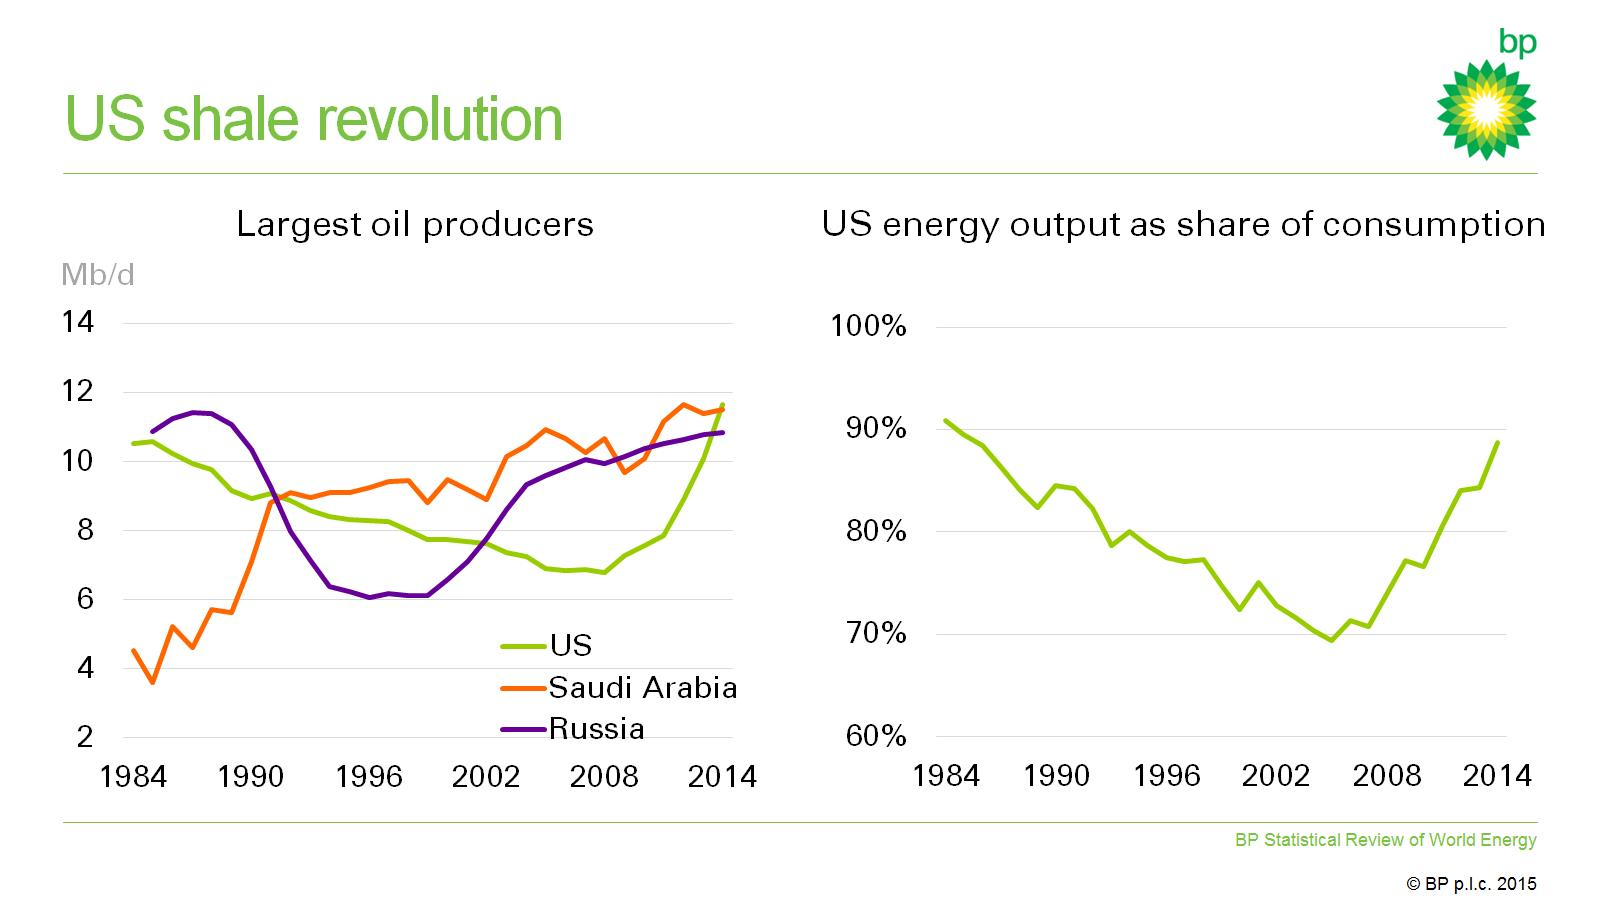 bp
US shale revolution
Largest oil producers
Mb/d
14
12
10
8
6
4
2
US
Saudi Arabia
Russia
1984 1990 1996 2002 2008 2014
US energy output as share of consumption
100%
90%
80%
70%
60%
1984 1990 1996 2002 2008 2014
BP Statistical Review of World Energy
© BP p.l.c. 2015